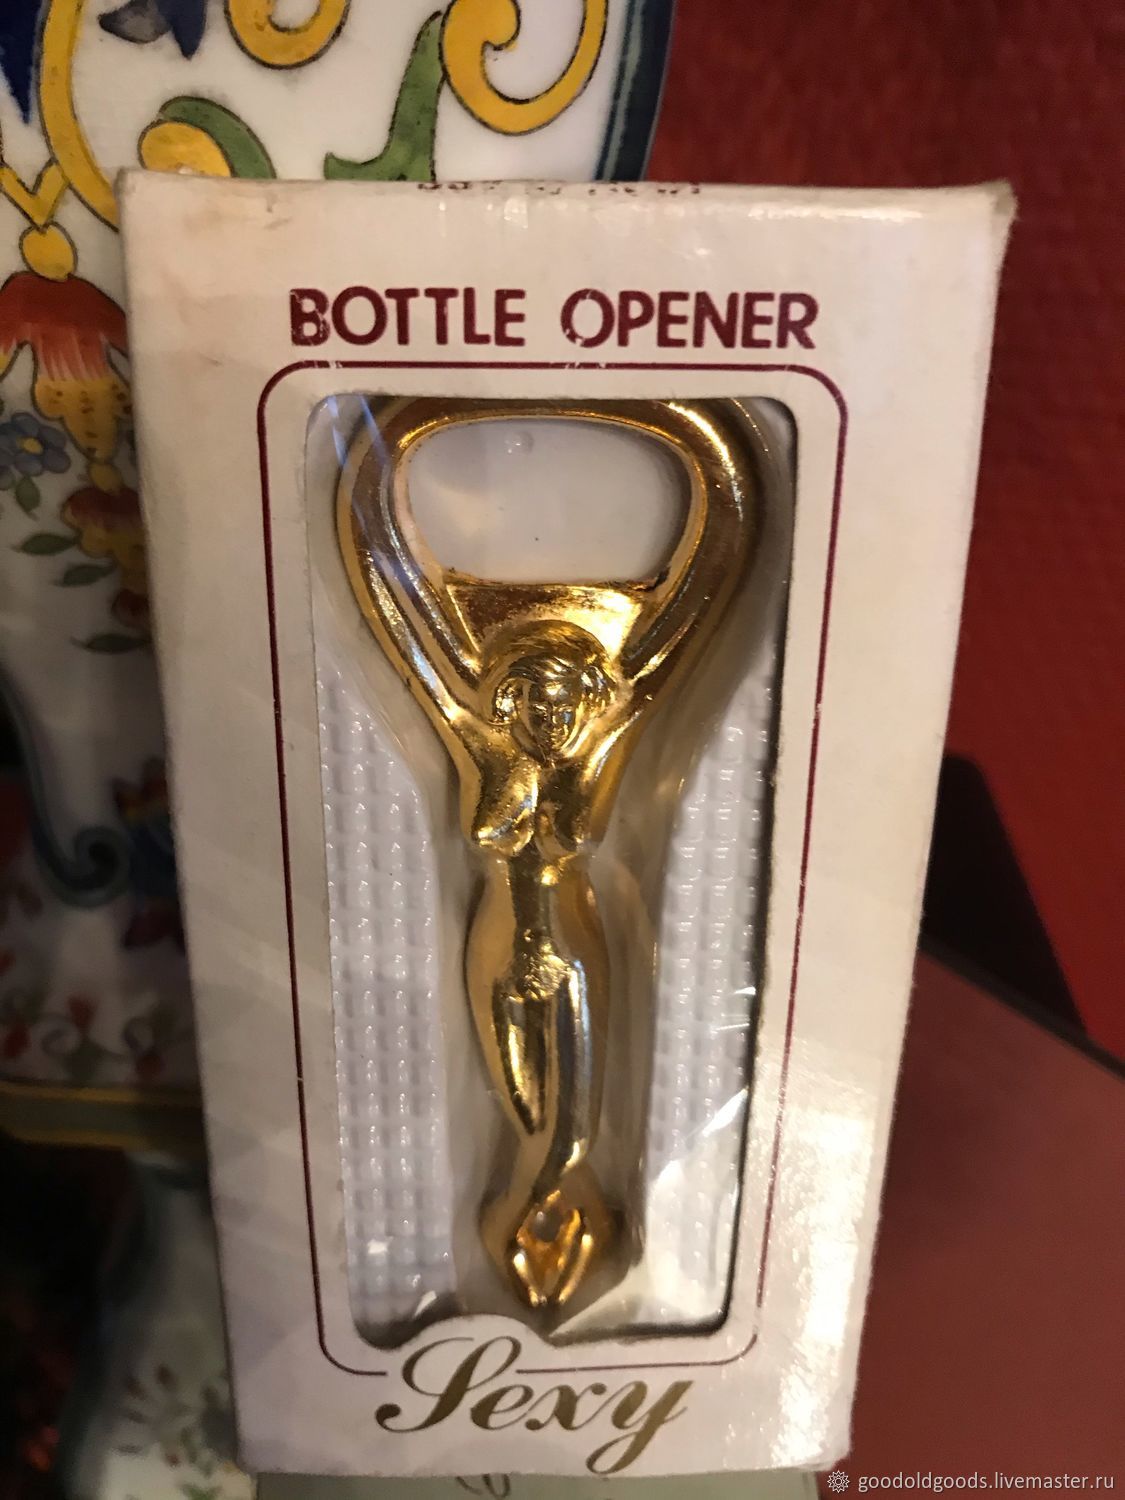 BOTTLE OPENER
Sexy
goodoldgoods.livemaster.ru